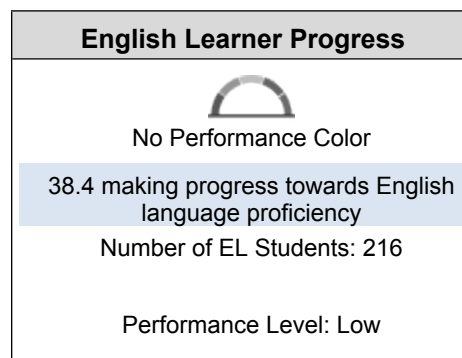 English Learner Progress
No Performance Color
38.4 making progress towards English
language proficiency
Number of EL Students: 216
Performance Level: Low